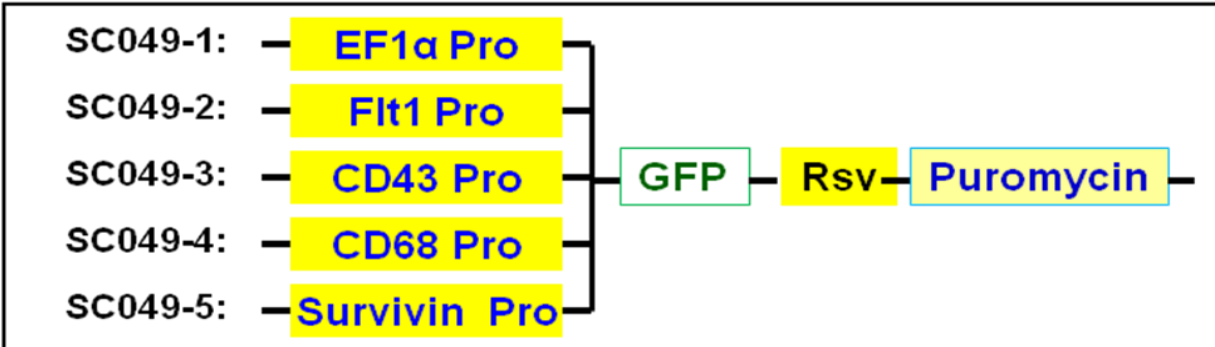 SC049-1: EF1α Pro
SC049-2: Flt1 Pro
SC049-3: CD43 Pro GFP Rsv Puromycin
SC049-4: CD68 Pro
SC049-5: Survivin Pro